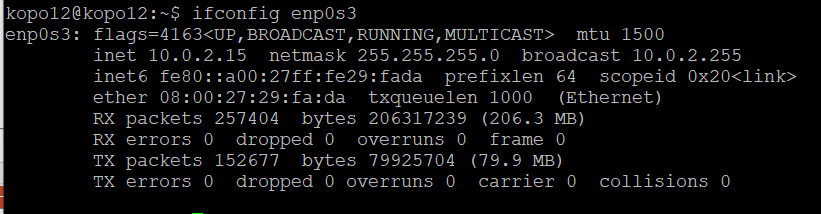 kopo12@kopo12:~$ ifconfig enp0s3
enp0s3: flags=4163<UP,BROADCAST,RUNNING,MULTICAST>  mtu 1500
        inet 10.0.2.15  netmask 255.255.255.0  broadcast 10.0.2.255
        inet6 fe80::a00:27ff:fe29:fada  prefixlen 64  scopeid 0x20<link>
        ether 08:00:27:29:fa:da  txqueuelen 1000  (Ethernet)
        RX packets 257404  bytes 206317239 (206.3 MB)
        RX errors 0  dropped 0  overruns 0  frame 0
        TX packets 152677  bytes 79925704 (79.9 MB)
        TX errors 0  dropped 0 overruns 0  carrier 0  collisions 0